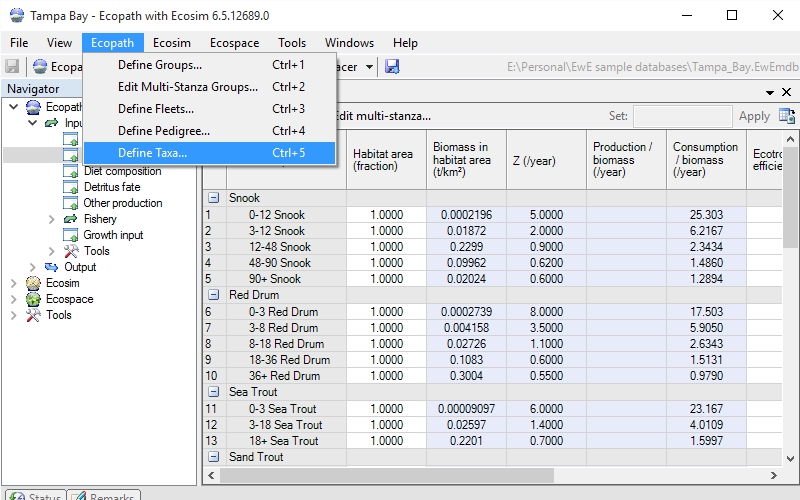 Tampa Bay - Ecopath with Ecosim 6.5.12689.0
File View Ecopath Ecosim Ecospace Tools Windows Help
E:\Personal\EwE sample databases\Tampa_Bay.EwEmdb
Define Groups... Ctrl+1
Edit Multi-Stanza Groups... Ctrl+2
Define Fleets... Ctrl+3
Define Pedigree... Ctrl+4
Define Taxa... Ctrl+5
Navigator
Diet composition
Detritus fate
Other production
Fishery
Growth input
Tools
Output
Ecosim
Ecospace
Tools
Edit multi-stanza... Set: Apply
Habitat area (fraction)
Biomass in habitat area (t/km²)
Z (/year)
Production / biomass (/year)
Consumption / biomass (/year)
Snook
1 0-12 Snook 1.0000 0.0002196 5.0000 25.303
2 3-12 Snook 1.0000 0.01872 2.0000 6.2167
3 12-48 Snook 1.0000 0.2299 0.9000 2.3434
4 48-90 Snook 1.0000 0.09962 0.6200 1.4860
5 90+ Snook 1.0000 0.02024 0.6000 1.2894
Red Drum
6 0-3 Red Drum 1.0000 0.0002739 8.0000 17.503
7 3-8 Red Drum 1.0000 0.004158 3.5000 5.9050
8 8-18 Red Drum 1.0000 0.02726 1.1000 2.6343
9 18-36 Red Drum 1.0000 0.1083 0.6000 1.5131
10 36+ Red Drum 1.0000 0.3004 0.5500 0.9790
Sea Trout
11 0-3 Sea Trout 1.0000 0.00009097 6.0000 23.167
12 3-18 Sea Trout 1.0000 0.02597 1.4000 4.0109
13 18+ Sea Trout 1.0000 0.2201 0.7000 1.5997
Sand Trout
Status Remarks